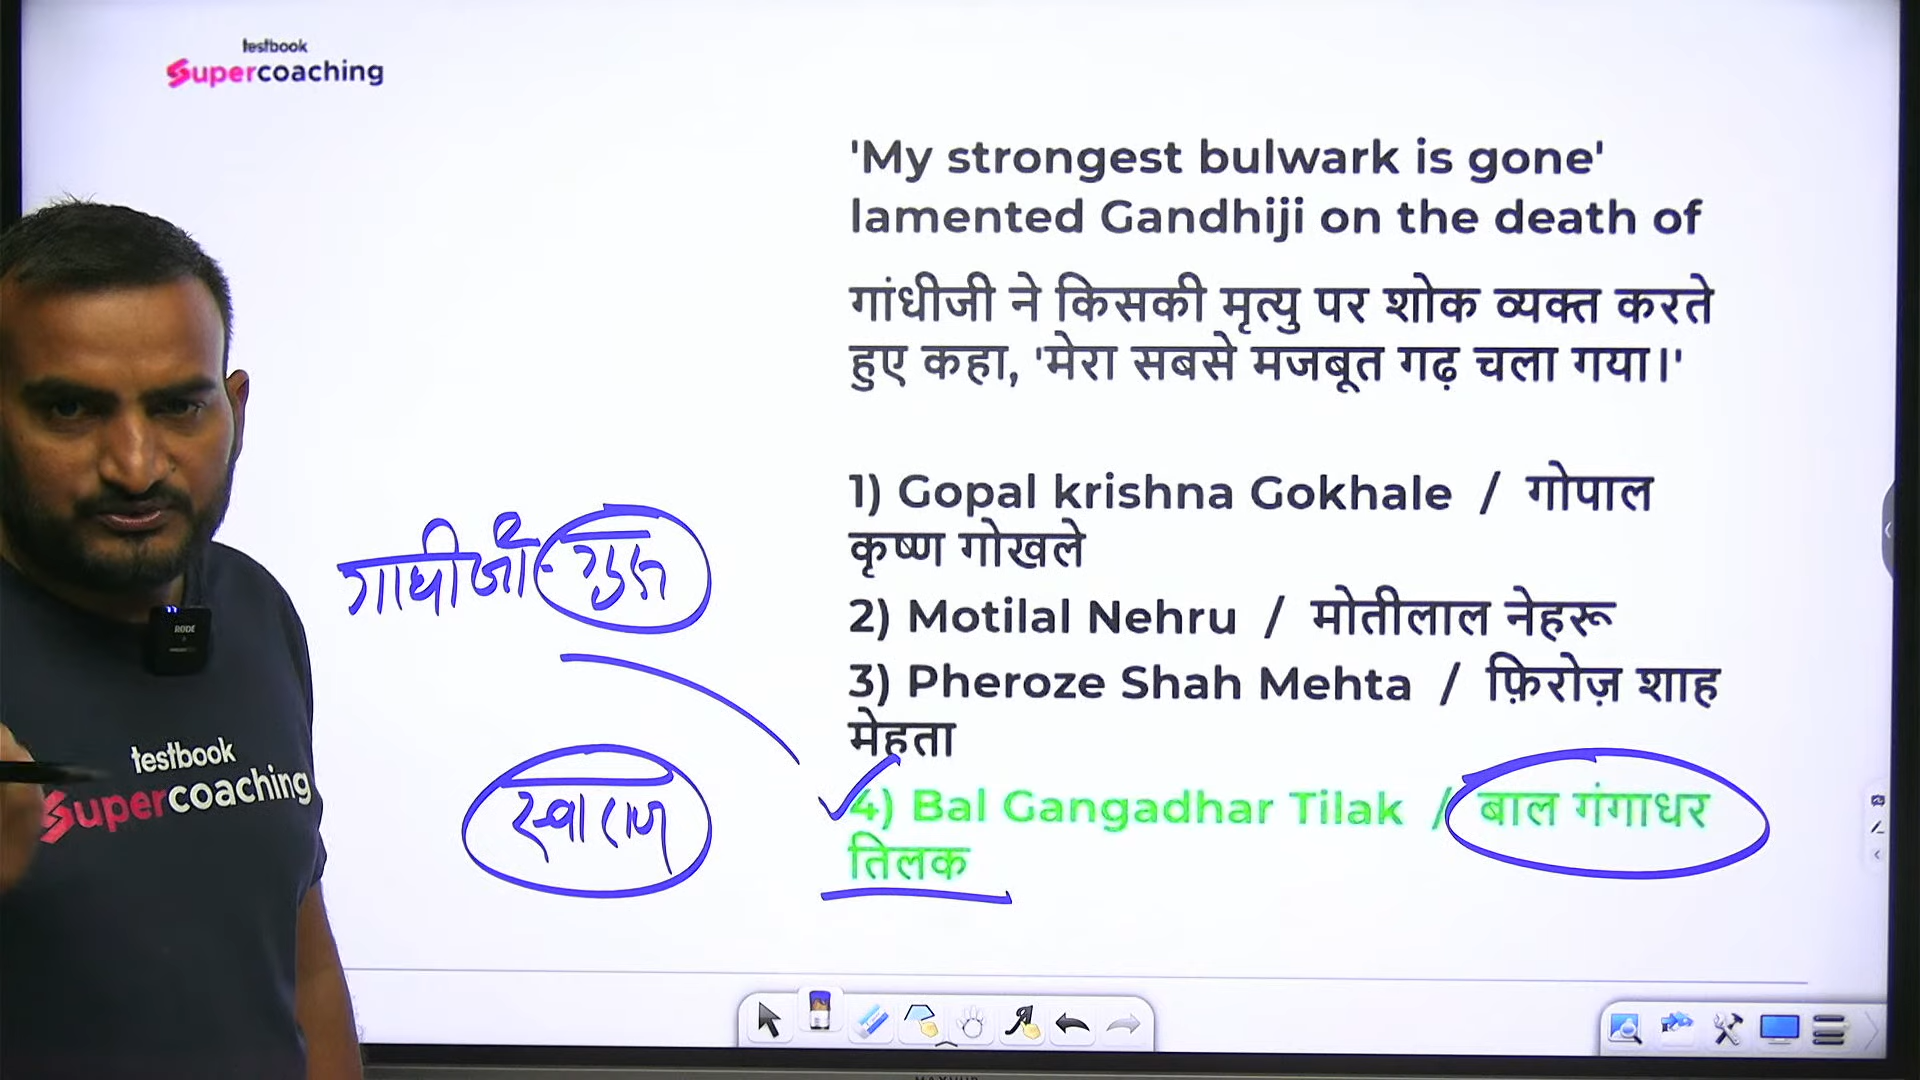 testbook
Supercoaching
'My strongest bulwark is gone'
lamented Gandhiji on the death of
गांधीजी ने किसकी मृत्यु पर शोक व्यक्त करते
हुए कहा, 'मेरा सबसे मजबूत गढ़ चला गया।'
1) Gopal krishna Gokhale / गोपाल
कृष्ण गोखले
2) Motilal Nehru / मोतीलाल नेहरू
3) Pheroze Shah Mehta / फ़िरोज़ शाह
मेहता
4) Bal Gangadhar Tilak / बाल गंगाधर
तिलक
गाधीजी - गुरु
स्वाराज
RODE
testbook
Supercoaching